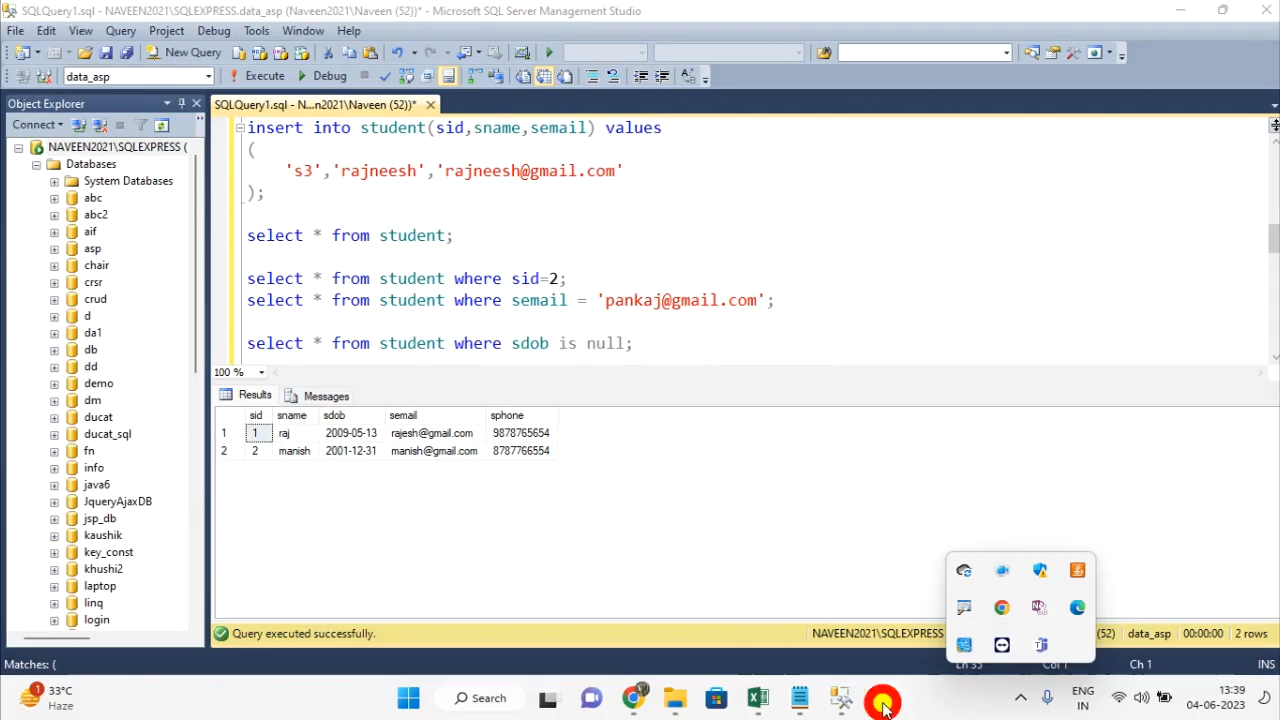 SQLQuery1.sql - NAVEEN2021\SQLEXPRESS.data_asp (Naveen2021\Naveen (52))* - Microsoft SQL Server Management Studio
File Edit View Query Project Debug Tools Window Help
New Query
data_asp Execute Debug
Object Explorer
SQLQuery1.sql - N...n2021\Naveen (52))*
Connect
NAVEEN2021\SQLEXPRESS (
Databases
System Databases
abc
abc2
aif
asp
chair
crsr
crud
d
da1
db
dd
demo
dm
ducat
ducat_sql
fn
info
java6
JqueryAjaxDB
jsp_db
kaushik
key_const
khushi2
laptop
linq
login
insert into student(sid,sname,semail) values
(
's3','rajneesh','rajneesh@gmail.com'
);
select * from student;
select * from student where sid=2;
select * from student where semail = 'pankaj@gmail.com';
select * from student where sdob is null;
100 %
Results Messages
sid sname sdob semail sphone
1 1 raj 2009-05-13 rajesh@gmail.com 9878765654
2 2 manish 2001-12-31 manish@gmail.com 8787766554
Query executed successfully. NAVEEN2021\SQLEXPRESS (52) data_asp 00:00:00 2 rows
Matches: ( Ln 55 Col 1 Ch 1 INS
1 33°C
Haze
Search
ENG
IN
13:39
04-06-2023